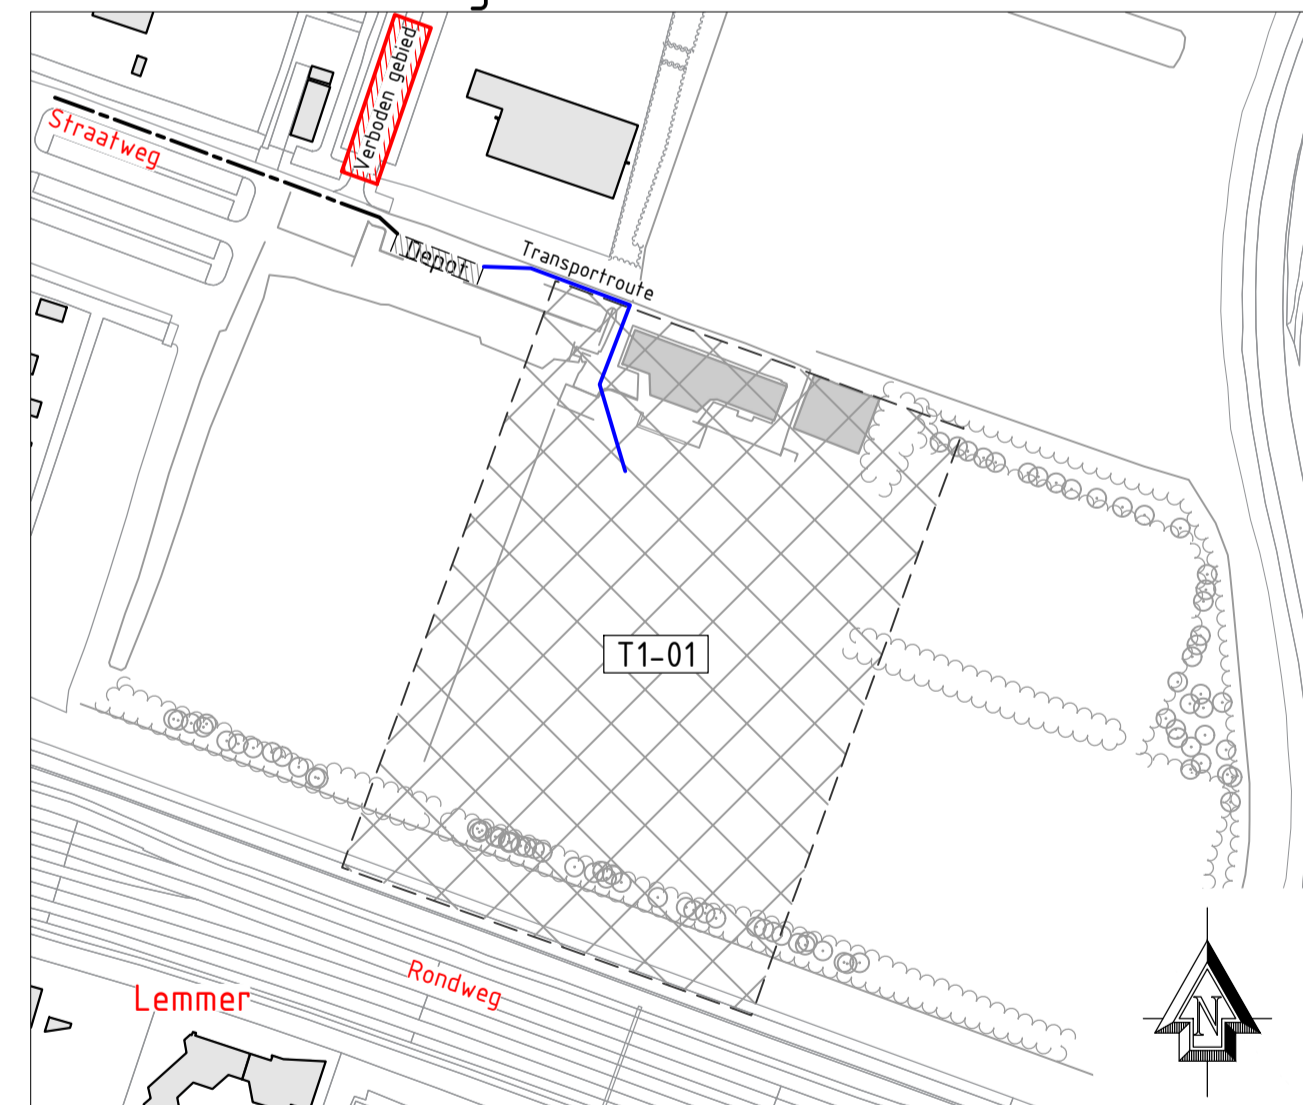 Verboden gebied
Straatweg
Depot
Transportroute
T1-01
Rondweg
Lemmer
N